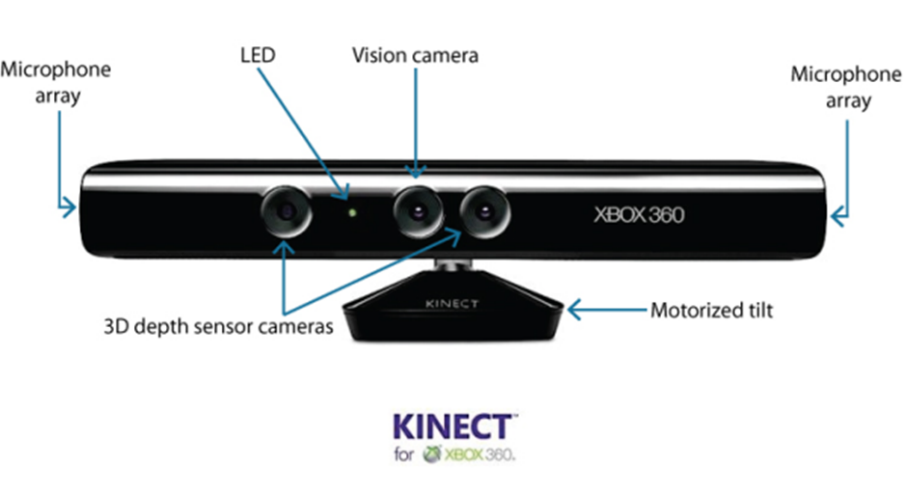 LED
Vision camera
Microphone
array
Microphone
array
XBOX 360
KINECT
3D depth sensor cameras
Motorized tilt
KINECT™
for XBOX 360.